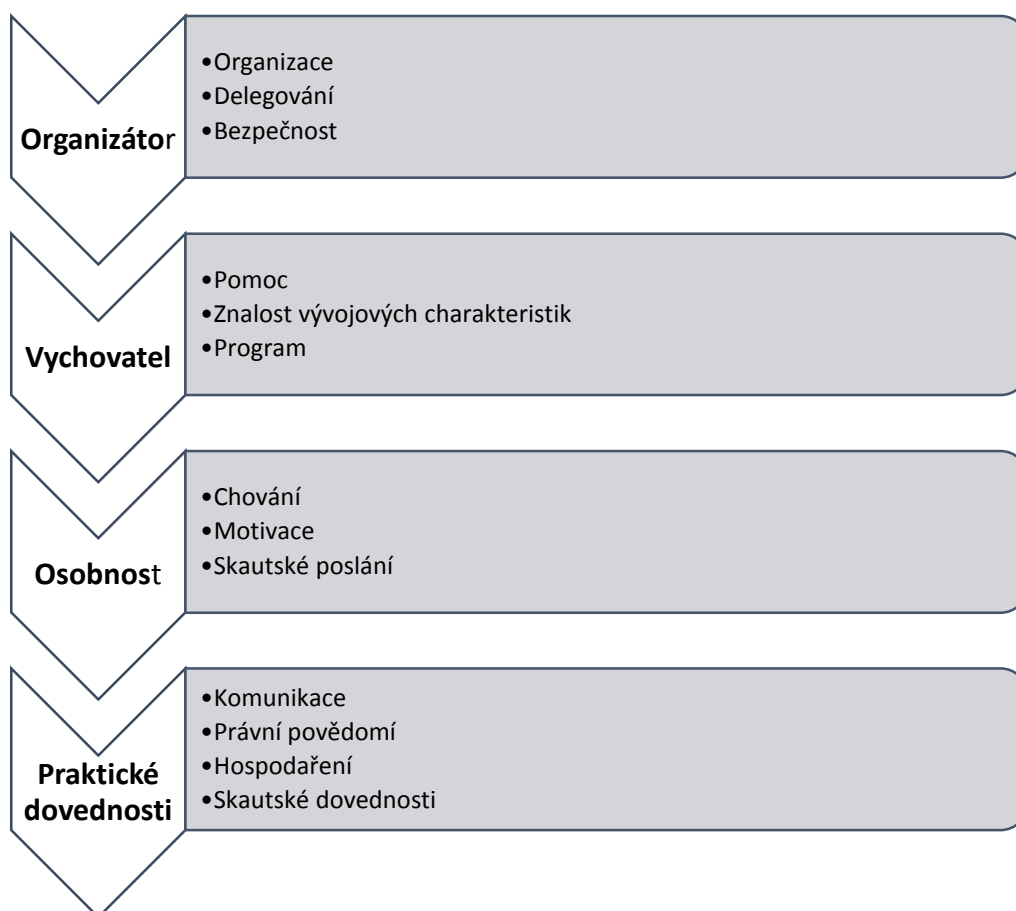 Organizátor
•Organizace
•Delegování
•Bezpečnost
Vychovatel
•Pomoc
•Znalost vývojových charakteristik
•Program
Osobnost
•Chování
•Motivace
•Skautské poslání
Praktické
dovednosti
•Komunikace
•Právní povědomí
•Hospodaření
•Skautské dovednosti